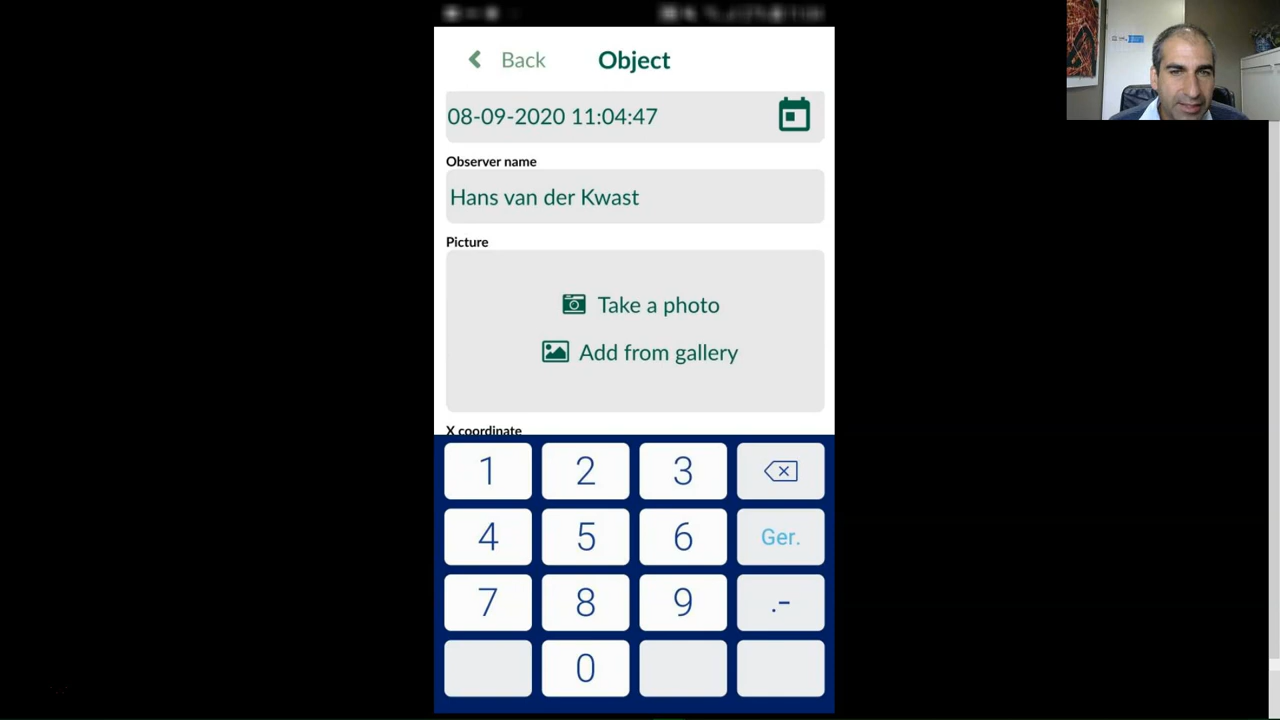 Back Object
08-09-2020 11:04:47
Observer name
Hans van der Kwast
Picture
Take a photo
Add from gallery
X coordinate
1 2 3
4 5 6 Ger.
7 8 9 .-
0